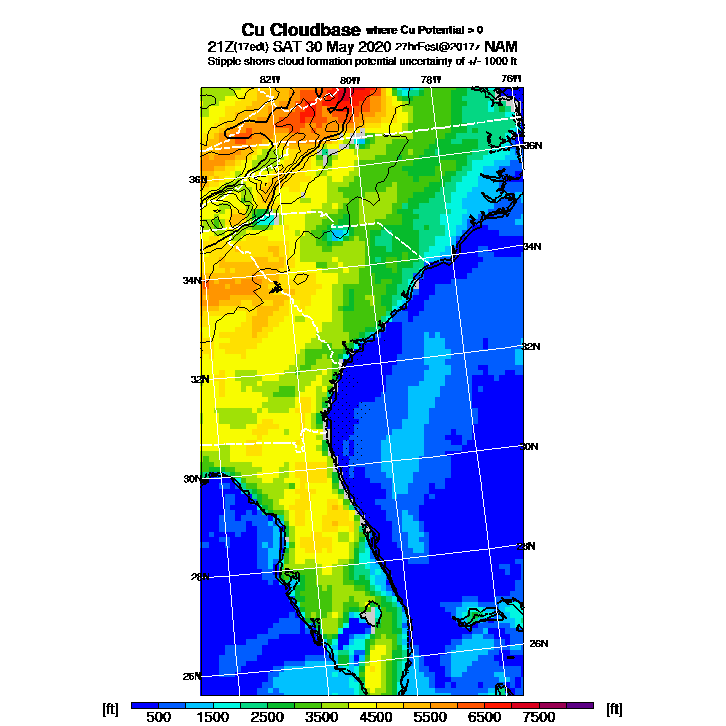 Cu Cloudbase where Cu Potential > 0
21Z(17edt) SAT 30 May 2020 27hrFcst@2017z NAM
Stipple shows cloud formation potential uncertainty of +/- 1000 ft
82W 80W 78W 76W
36N
36N
34N
34N
32N
32N
30N
30N
28N
28N
26N
26N
[ft] 500 1500 2500 3500 4500 5500 6500 7500 [ft]